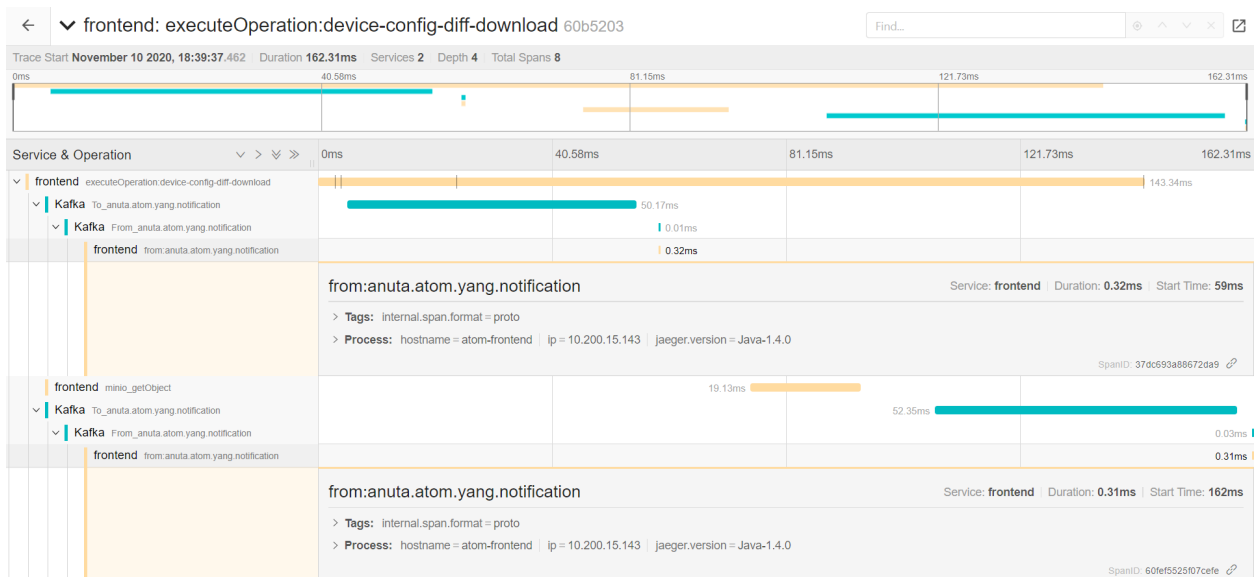 frontend: executeOperation:device-config-diff-download 60b5203
Find...
Trace Start November 10 2020, 18:39:37.462 Duration 162.31ms Services 2 Depth 4 Total Spans 8
0ms 40.58ms 81.15ms 121.73ms 162.31ms
Service & Operation 0ms 40.58ms 81.15ms 121.73ms 162.31ms
frontend executeOperation:device-config-diff-download 143.34ms
Kafka To_anuta.atom.yang.notification 50.17ms
Kafka From_anuta.atom.yang.notification 0.01ms
frontend from:anuta.atom.yang.notification 0.32ms
from:anuta.atom.yang.notification Service: frontend Duration: 0.32ms Start Time: 59ms
Tags: internal.span.format = proto
Process: hostname = atom-frontend ip = 10.200.15.143 jaeger.version = Java-1.4.0
SpanID: 37dc693a88672da9
frontend minio_getObject 19.13ms
Kafka To_anuta.atom.yang.notification 52.35ms
Kafka From_anuta.atom.yang.notification 0.03ms
frontend from:anuta.atom.yang.notification 0.31ms
from:anuta.atom.yang.notification Service: frontend Duration: 0.31ms Start Time: 162ms
Tags: internal.span.format = proto
Process: hostname = atom-frontend ip = 10.200.15.143 jaeger.version = Java-1.4.0
SpanID: 60fef5525f07cefe